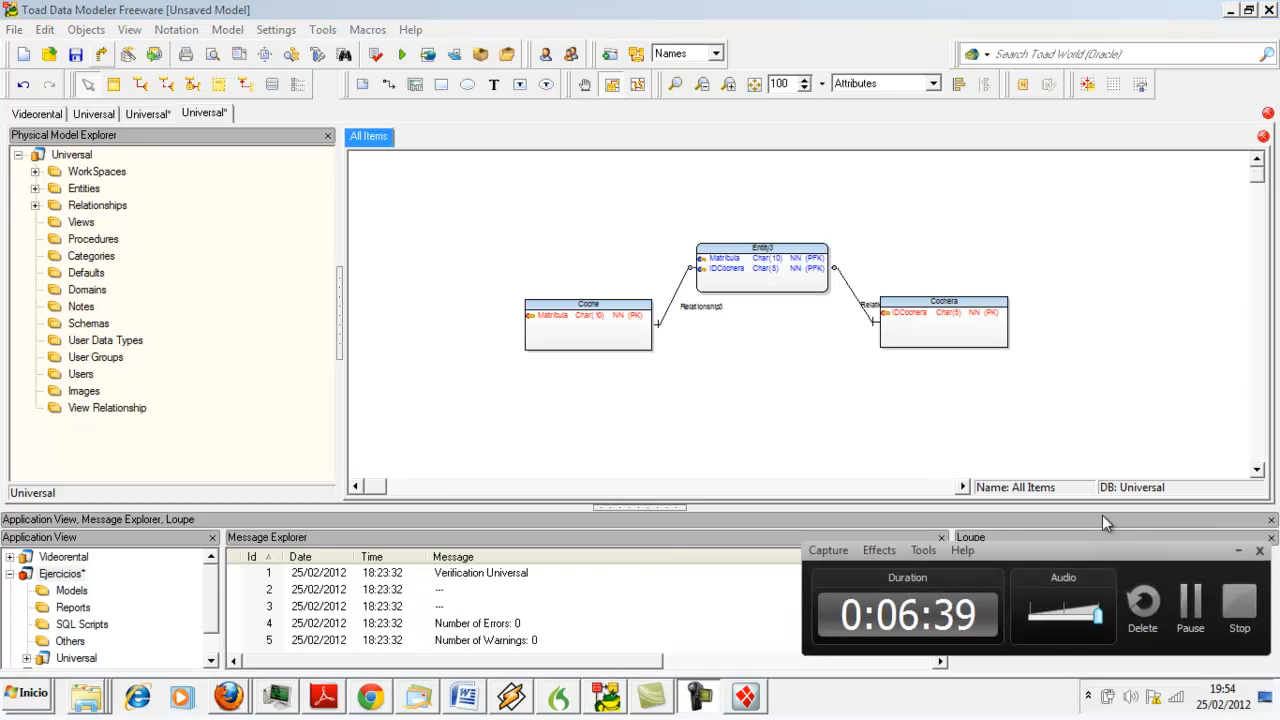 Toad Data Modeler Freeware [Unsaved Model]
File Edit Objects View Notation Model Settings Tools Macros Help
Names
Search Toad World (Oracle)
100 Attributes
Videorental Universal Universal* Universal*
Physical Model Explorer
All Items
Universal
WorkSpaces
Entities
Relationships
Views
Procedures
Categories
Defaults
Domains
Notes
Schemas
User Data Types
User Groups
Users
Images
View Relationship
Entity3
Matrícula Char(10) NN (PFK)
IDCochera Char(5) NN (PFK)
Relationship3
Relati
Coche
Matrícula Char(10) NN (PK)
Cochera
IDCochera Char(5) NN (PK)
Universal
Name: All Items DB: Universal
Application View, Message Explorer, Loupe
Application View
Videorental
Ejercicios*
Models
Reports
SQL Scripts
Others
Universal
Message Explorer
Id Date Time Message
1 25/02/2012 18:23:32 Verification Universal
2 25/02/2012 18:23:32 ---
3 25/02/2012 18:23:32 ---
4 25/02/2012 18:23:32 Number of Errors: 0
5 25/02/2012 18:23:32 Number of Warnings: 0
Loupe
Capture Effects Tools Help
Duration
0:06:39
Audio
Delete Pause Stop
Inicio
19:54
25/02/2012